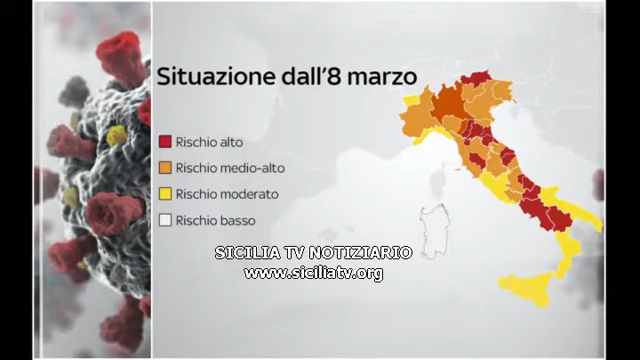 Situazione dall'8 marzo
Rischio alto
Rischio medio-alto
Rischio moderato
Rischio basso
SICILIA TV NOTIZIARIO
www.siciliatv.org